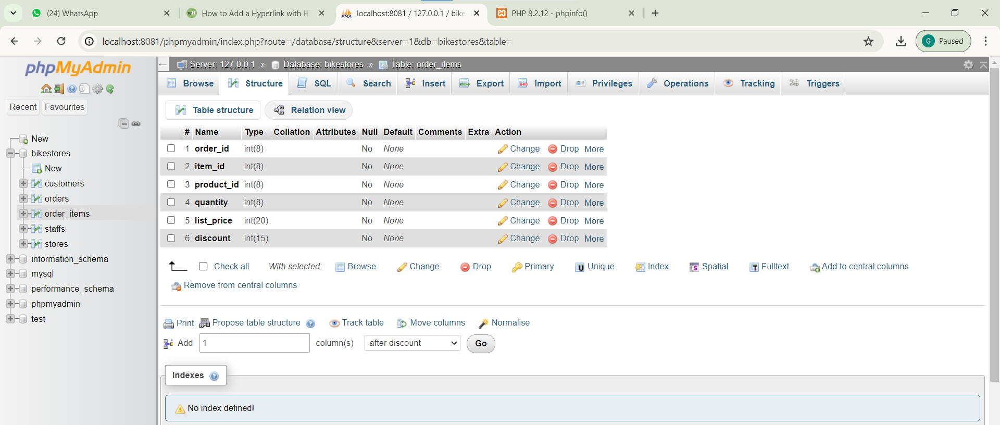 (24) WhatsApp
How to Add a Hyperlink with HT
localhost:8081 / 127.0.0.1 / bike
PHP 8.2.12 - phpinfo()
localhost:8081/phpmyadmin/index.php?route=/database/structure&server=1&db=bikestores&table=
G Paused
phpMyAdmin
Recent Favourites
New
bikestores
New
customers
orders
order_items
staffs
stores
information_schema
mysql
performance_schema
phpmyadmin
test
Server: 127.0.0.1 » Database: bikestores » Table: order_items
Browse Structure SQL Search Insert Export Import Privileges Operations Tracking Triggers
Table structure Relation view
# Name Type Collation Attributes Null Default Comments Extra Action
1 order_id int(8) No None Change Drop More
2 item_id int(8) No None Change Drop More
3 product_id int(8) No None Change Drop More
4 quantity int(8) No None Change Drop More
5 list_price int(20) No None Change Drop More
6 discount int(15) No None Change Drop More
Check all With selected: Browse Change Drop Primary Unique Index Spatial Fulltext Add to central columns
Remove from central columns
Print Propose table structure Track table Move columns Normalise
Add 1 column(s) after discount Go
Indexes
No index defined!